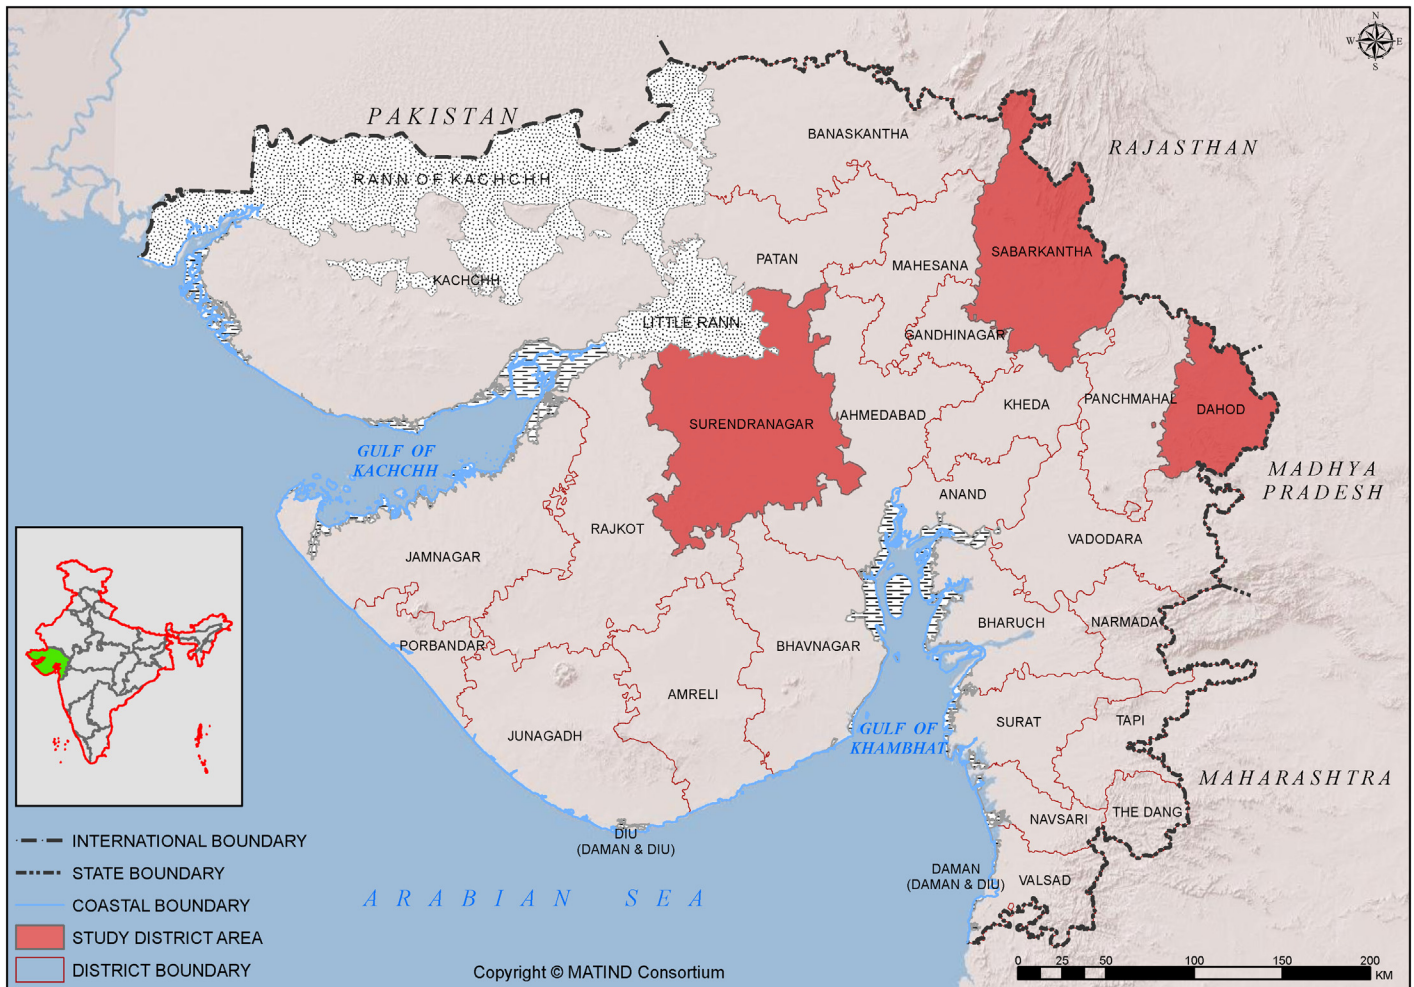 N
W E
S
PAKISTAN
BANASKANTHA
RAJASTHAN
RANN OF KACHCHH
SABARKANTHA
PATAN
MAHESANA
KACHCHH
LITTLE RANN
GANDHINAGAR
PANCHMAHAL
KHEDA
DAHOD
AHMEDABAD
SURENDRANAGAR
GULF OF
KACHCHH
MADHYA
PRADESH
ANAND
RAJKOT
VADODARA
JAMNAGAR
BHARUCH
NARMADA
PORBANDAR
BHAVNAGAR
AMRELI
SURAT
TAPI
GULF OF
KHAMBHAT
JUNAGADH
MAHARASHTRA
THE DANG
NAVSARI
DIU
(DAMAN & DIU)
DAMAN
(DAMAN & DIU)
VALSAD
ARABIAN SEA
INTERNATIONAL BOUNDARY
STATE BOUNDARY
COASTAL BOUNDARY
STUDY DISTRICT AREA
DISTRICT BOUNDARY
Copyright © MATIND Consortium
0 25 50 100 150 200
KM